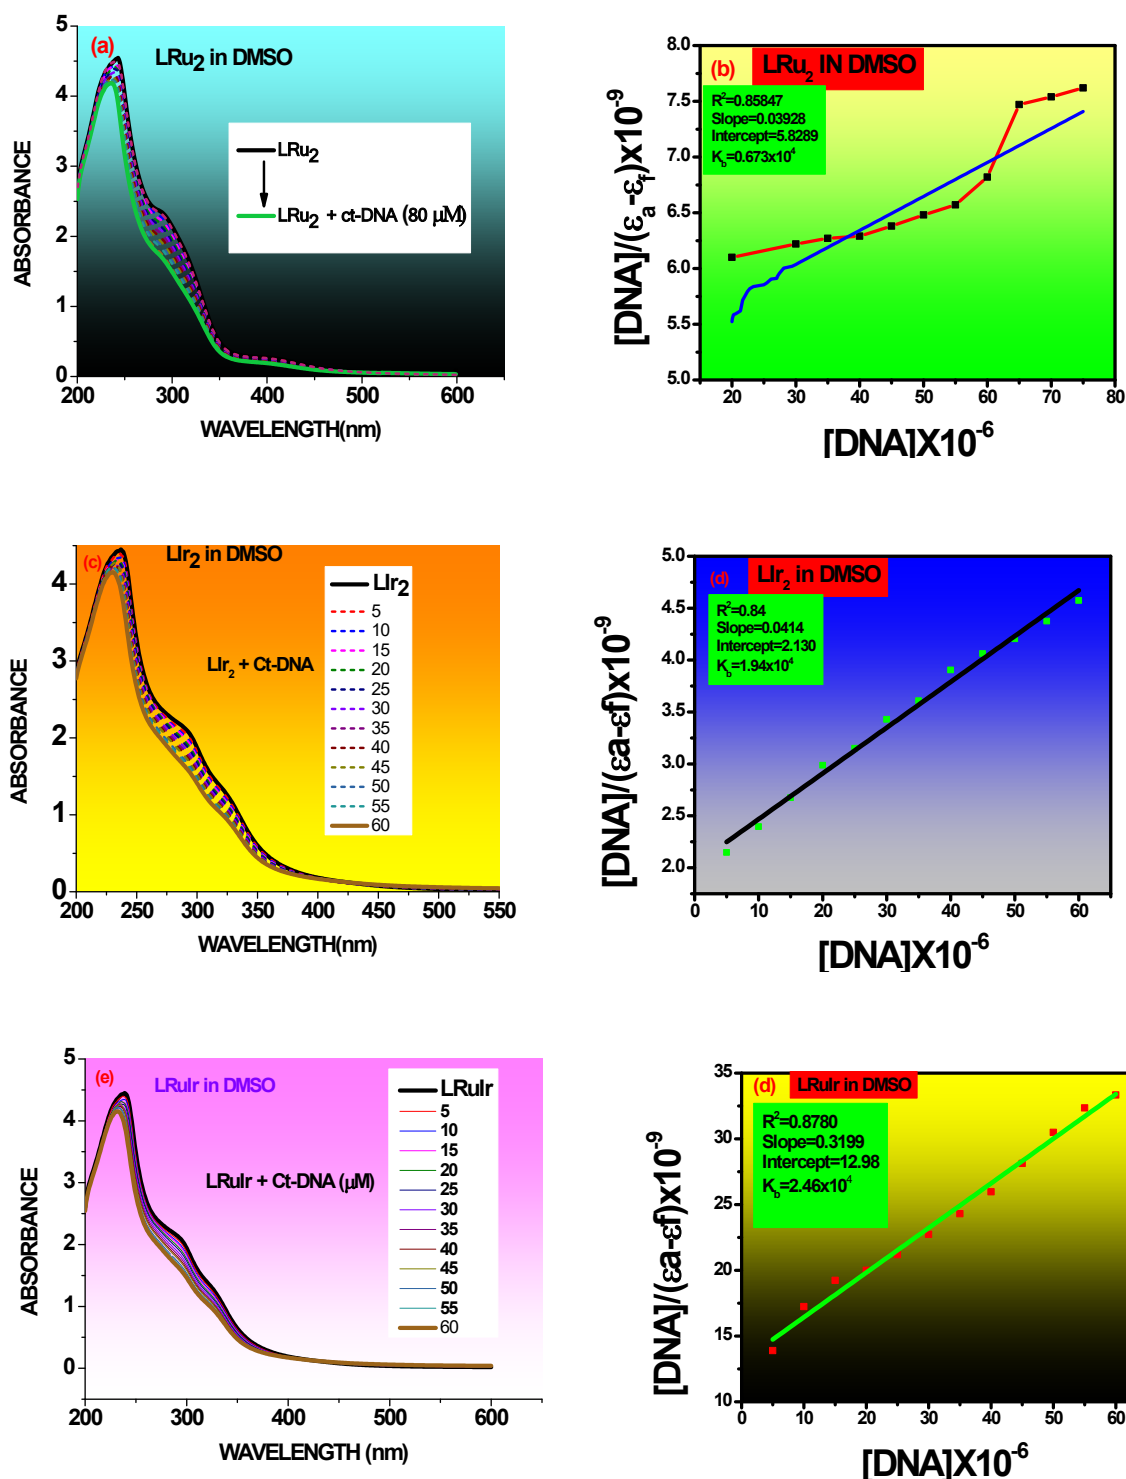 (a)
LRu2 in DMSO
LRu2
LRu2 + ct-DNA (80 µM)
ABSORBANCE
5
4
3
2
1
0
200 300 400 500 600
WAVELENGTH(nm)
(b)
LRu2 IN DMSO
R2=0.85847
Slope=0.03928
Intercept=5.8289
Kb=0.673x104
[DNA]/(εa-εf)x10-9
8.0
7.5
7.0
6.5
6.0
5.5
5.0
20 30 40 50 60 70 80
[DNA]X10-6
(c)
LIr2 in DMSO
LIr2
5
10
15
20
25
30
35
40
45
50
55
60
LIr2 + Ct-DNA
ABSORBANCE
4
3
2
1
0
200 250 300 350 400 450 500 550
WAVELENGTH(nm)
(d)
LIr2 in DMSO
R2=0.84
Slope=0.0414
Intercept=2.130
Kb=1.94x104
[DNA]/(εa-εf)x10-9
5.0
4.5
4.0
3.5
3.0
2.5
2.0
0 10 20 30 40 50 60
[DNA]X10-6
(e)
LRuIr in DMSO
LRuIr
5
10
15
20
25
30
35
40
45
50
55
60
LRuIr + Ct-DNA (µM)
ABSORBANCE
5
4
3
2
1
0
200 300 400 500 600
WAVELENGTH (nm)
(d)
LRuIr in DMSO
R2=0.8780
Slope=0.3199
Intercept=12.98
Kb=2.46x104
[DNA]/(εa-εf)x10-9
35
30
25
20
15
10
0 10 20 30 40 50 60
[DNA]X10-6